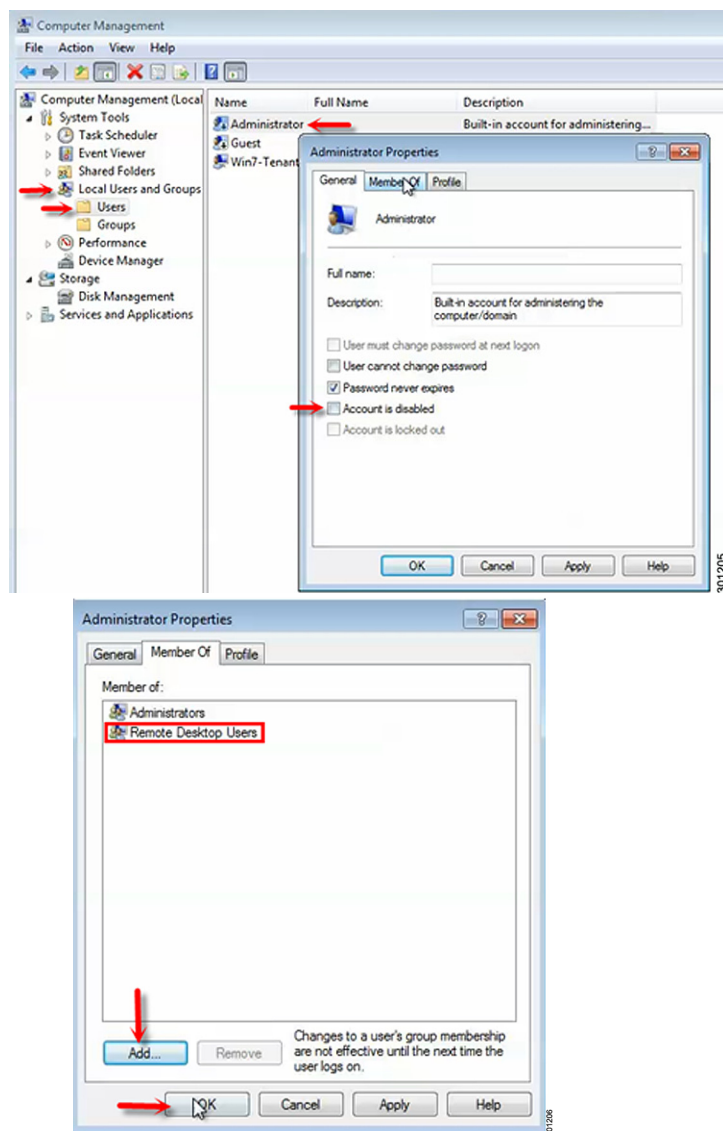 Computer Management
File Action View Help
Computer Management (Local
System Tools
Task Scheduler
Event Viewer
Shared Folders
Local Users and Groups
Users
Groups
Performance
Device Manager
Storage
Disk Management
Services and Applications
Name Full Name Description
Administrator Built-in account for administering...
Guest
Win7-Tenant
Administrator Properties
General Member Of Profile
Administrator
Full name:
Description: Built-in account for administering the
computer/domain
User must change password at next logon
User cannot change password
Password never expires
Account is disabled
Account is locked out
OK Cancel Apply Help
301205
Administrator Properties
General Member Of Profile
Member of:
Administrators
Remote Desktop Users
Add... Remove
Changes to a user's group membership
are not effective until the next time the
user logs on.
OK Cancel Apply Help
01206